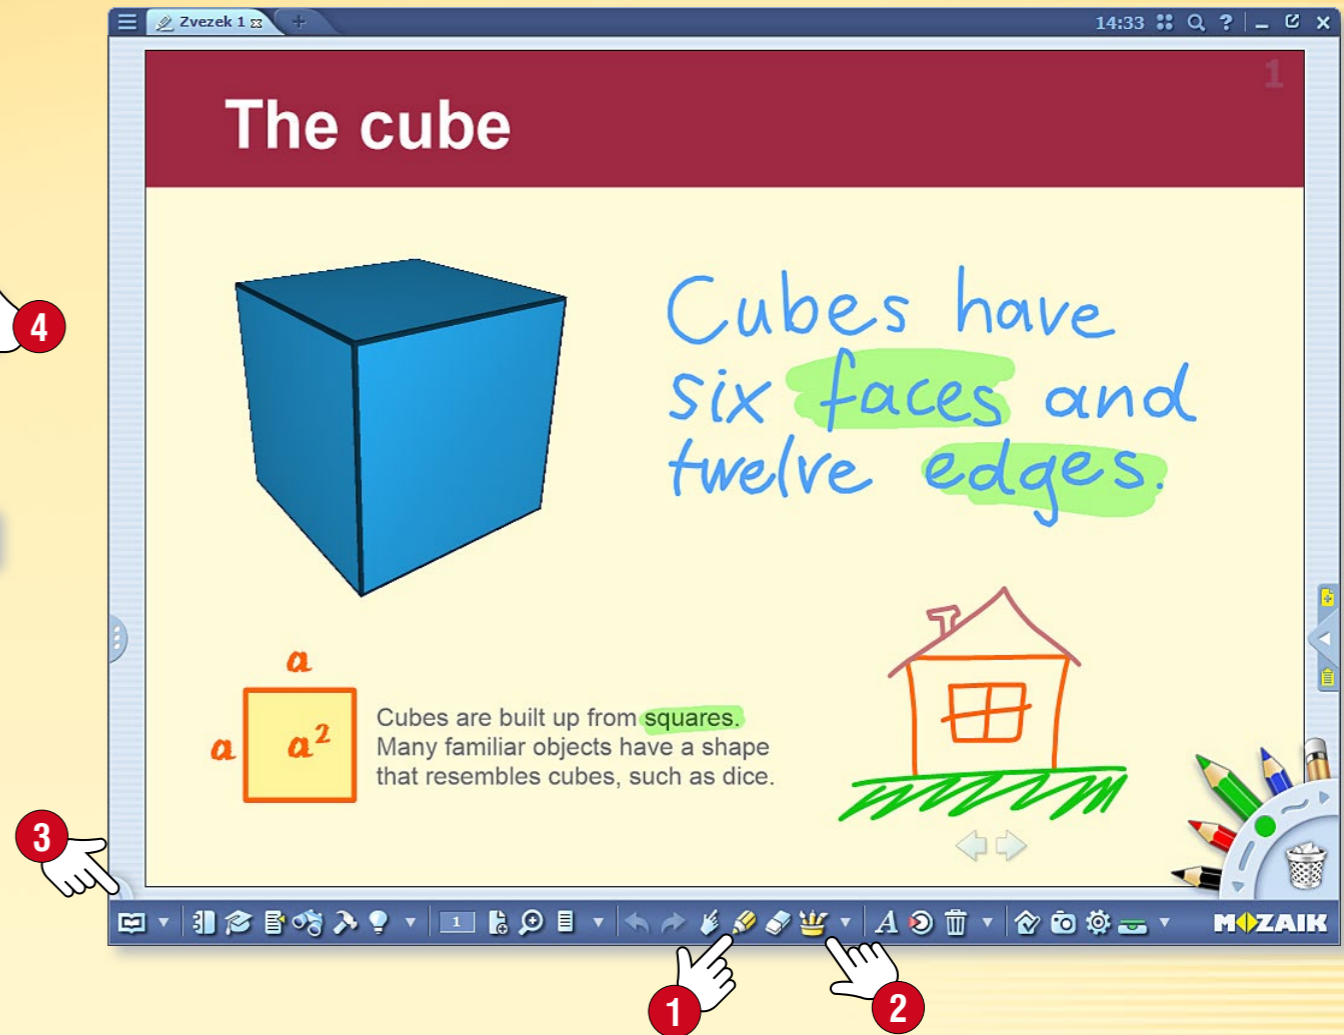 Zvezek 1
14:33
1
The cube
Cubes have
six faces and
twelve edges.
a
a
a²
Cubes are built up from squares.
Many familiar objects have a shape
that resembles cubes, such as dice.
4
3
1
A
MOZAIK
1
2